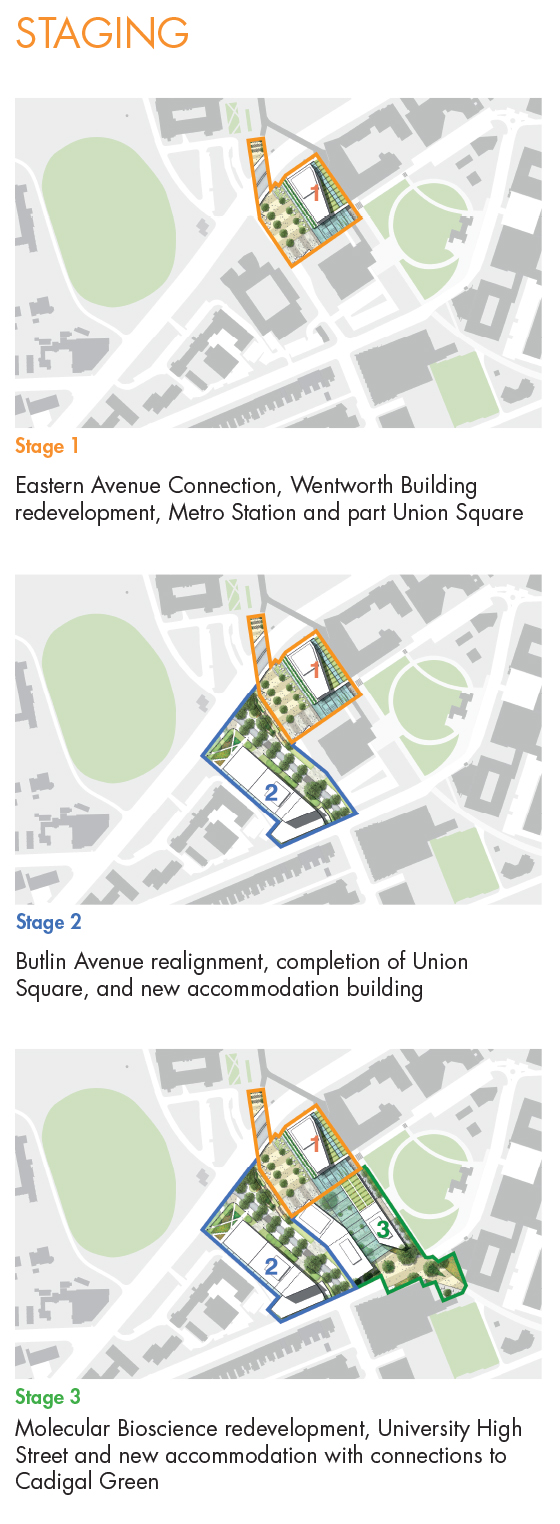 STAGING
1
Stage 1
Eastern Avenue Connection, Wentworth Building
redevelopment, Metro Station and part Union Square
1
2
Stage 2
Butlin Avenue realignment, completion of Union
Square, and new accommodation building
1
3
2
Stage 3
Molecular Bioscience redevelopment, University High
Street and new accommodation with connections to
Cadigal Green